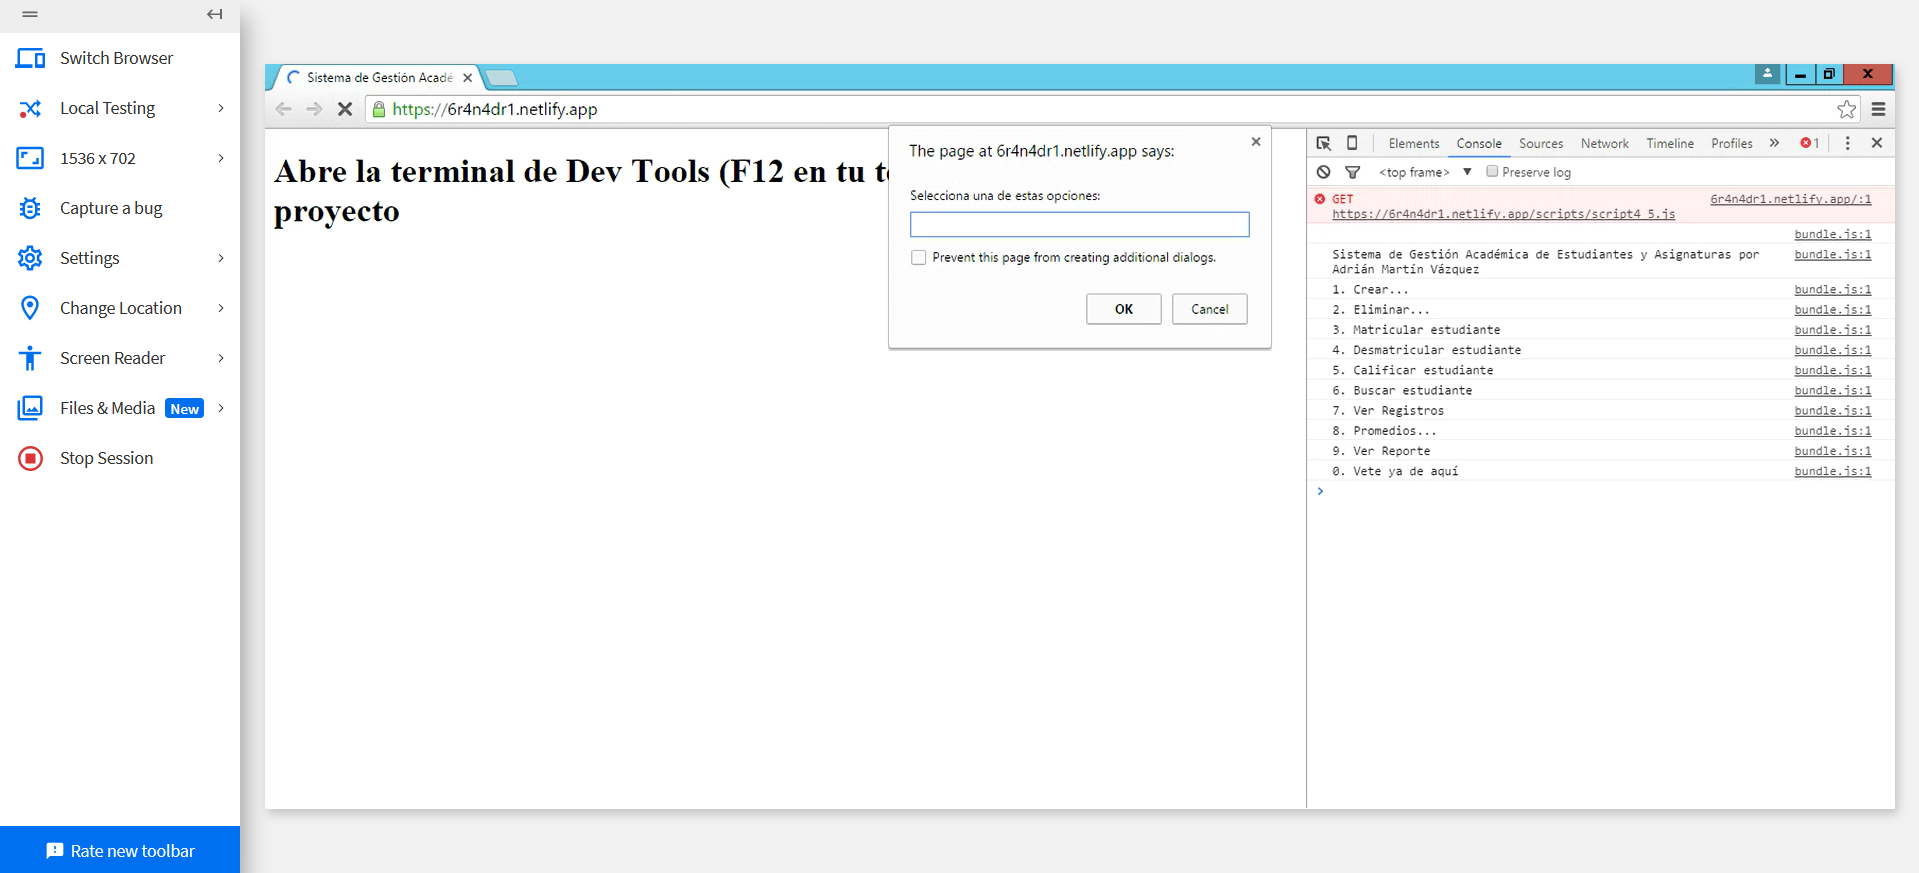 Switch Browser
Local Testing
1536 x 702
Capture a bug
Settings
Change Location
Screen Reader
Files & Media New
Stop Session
Rate new toolbar
Sistema de Gestión Acadé
https://6r4n4dr1.netlify.app
Abre la terminal de Dev Tools (F12 en tu
proyecto
The page at 6r4n4dr1.netlify.app says:
Selecciona una de estas opciones:
Prevent this page from creating additional dialogs.
OK Cancel
Elements Console Sources Network Timeline Profiles » 1
<top frame> ▼ Preserve log
GET 6r4n4dr1.netlify.app/:1
https://6r4n4dr1.netlify.app/scripts/script4_5.js
bundle.js:1
Sistema de Gestión Académica de Estudiantes y Asignaturas por bundle.js:1
Adrián Martín Vázquez
1. Crear... bundle.js:1
2. Eliminar... bundle.js:1
3. Matricular estudiante bundle.js:1
4. Desmatricular estudiante bundle.js:1
5. Calificar estudiante bundle.js:1
6. Buscar estudiante bundle.js:1
7. Ver Registros bundle.js:1
8. Promedios... bundle.js:1
9. Ver Reporte bundle.js:1
0. Vete ya de aquí bundle.js:1